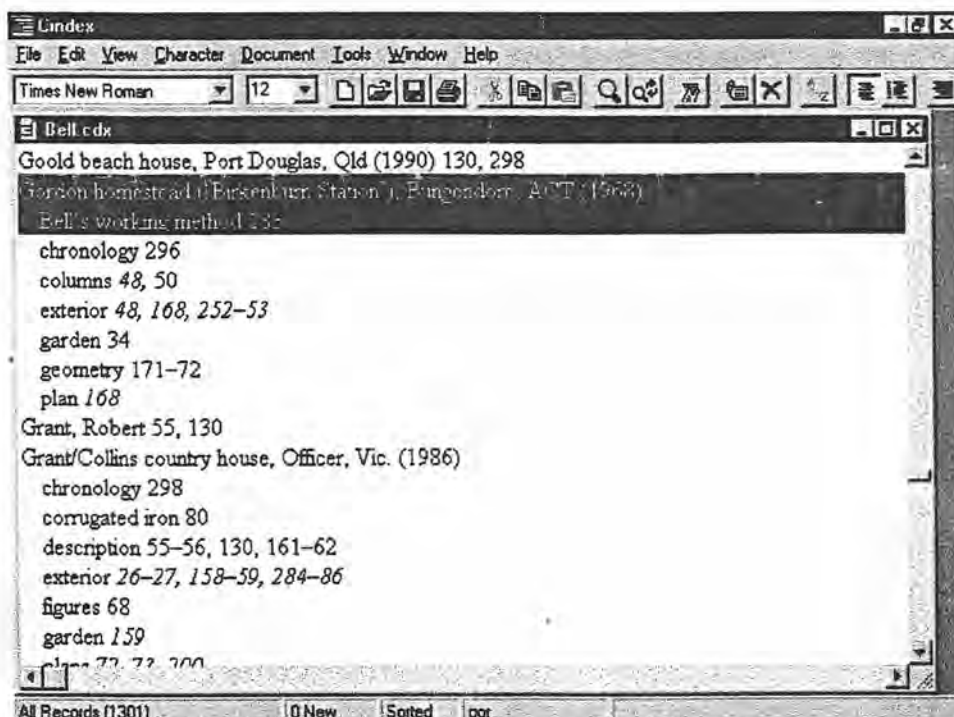 Cindex
File Edit View Character Document Tools Window Help
Times New Roman 12
Bell.cdx
Goold beach house, Port Douglas, Qld (1990) 130, 298
Gordon homestead ('Birkenburn Station'), Bungendore, ACT (1968)
Bell's working method
chronology 296
columns 48, 50
exterior 48, 168, 252–53
garden 34
geometry 171–72
plan 168
Grant, Robert 55, 130
Grant/Collins country house, Officer, Vic. (1986)
chronology 298
corrugated iron 80
description 55–56, 130, 161–62
exterior 26–27, 158–59, 284–86
figures 68
garden 159
All Records (1301) 0 New Sorted